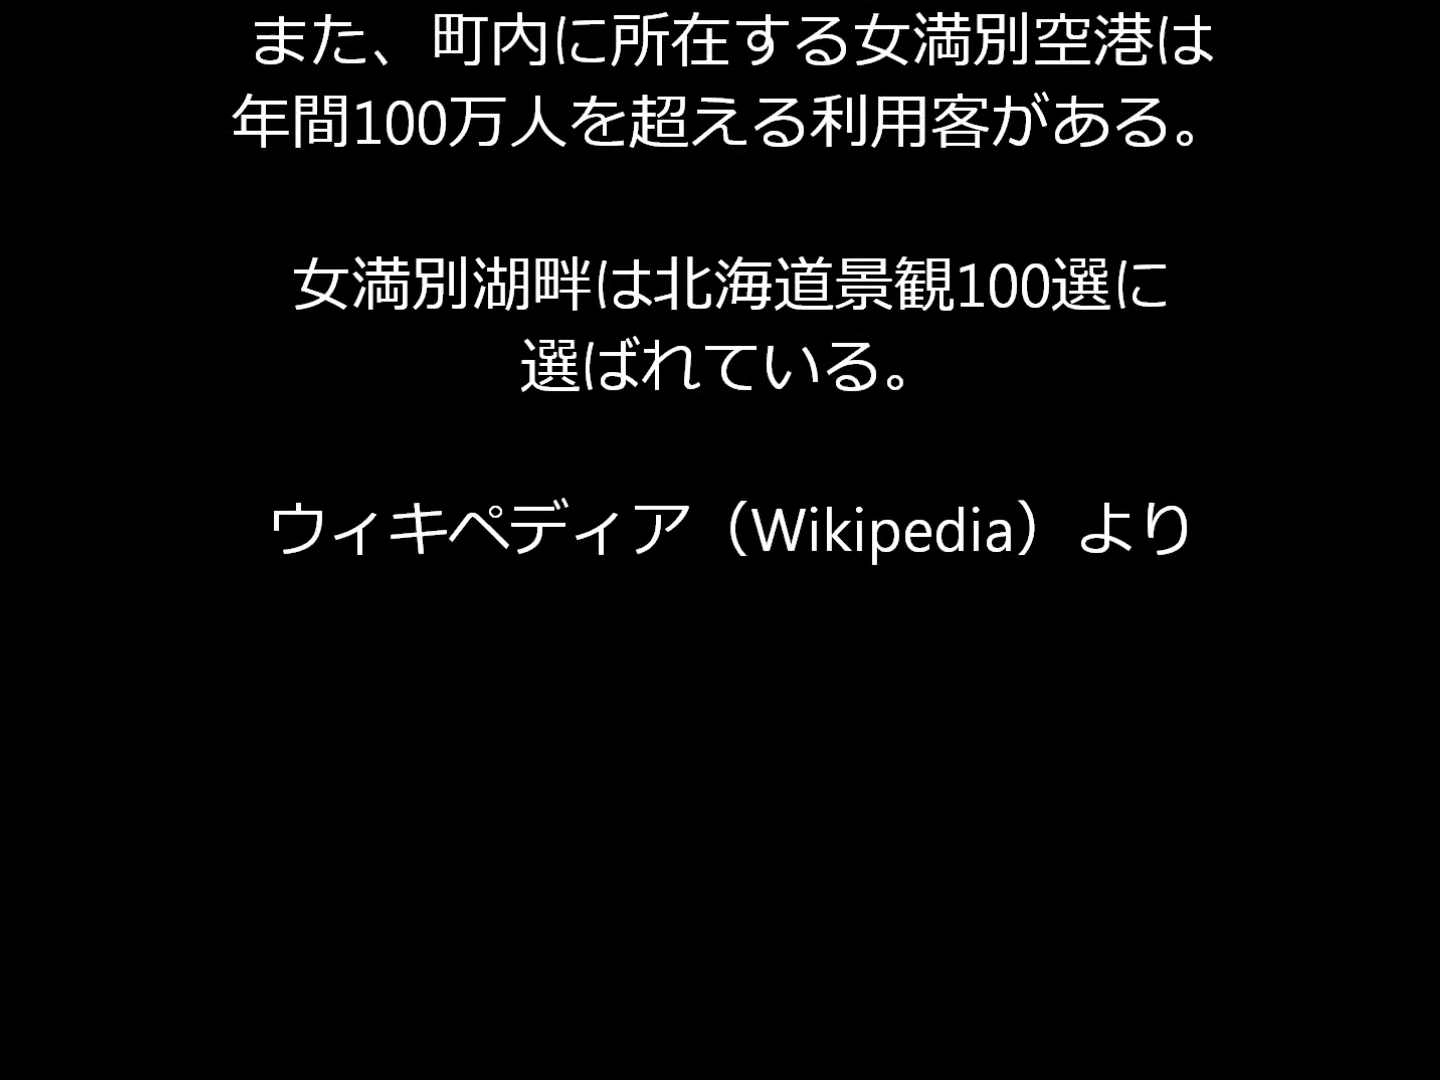 また、町内に所在する女満別空港は
年間100万人を超える利用客がある。
女満別湖畔は北海道景観100選に
選ばれている。
ウィキペディア（Wikipedia）より